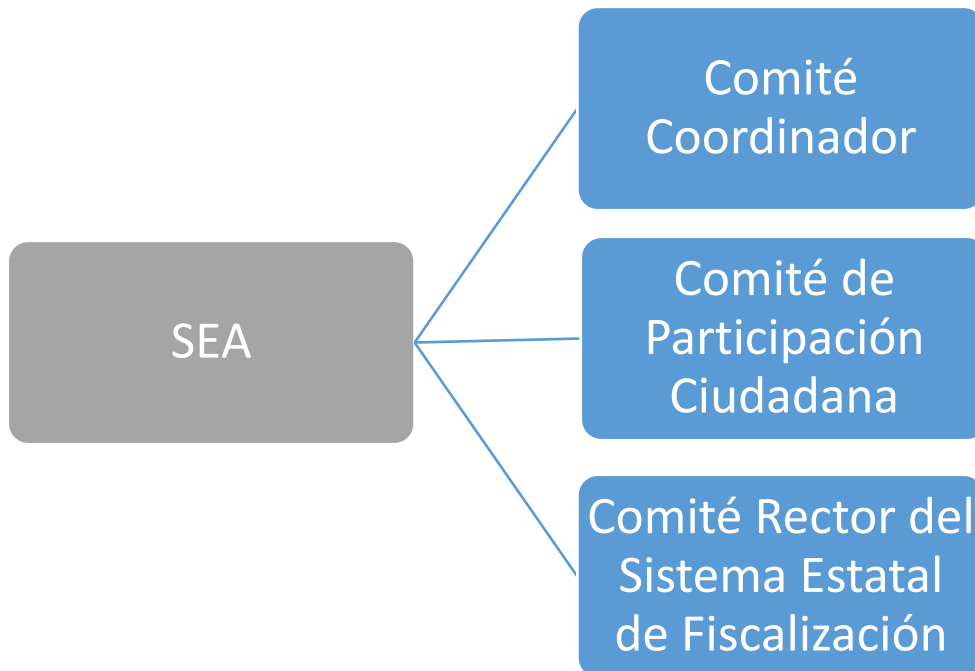 Comité
Coordinador
SEA
Comité de
Participación
Ciudadana
Comité Rector del
Sistema Estatal
de Fiscalización